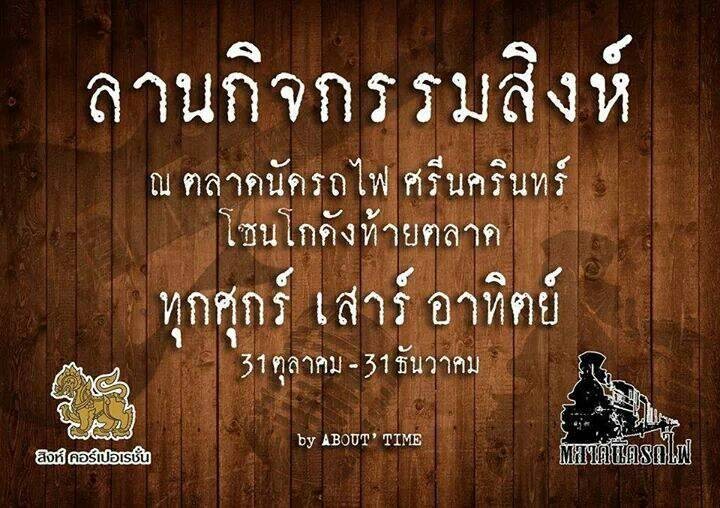 ลานกิจกรรมสิงห์
ณ ตลาดนัดรถไฟ ศรีนครินทร์
โซนโกดังท้ายตลาด
ทุกศุกร์ เสาร์ อาทิตย์
31 ตุลาคม - 31 ธันวาคม
by ABOUT' TIME
สิงห์ คอร์เปอเรชั่น
ตลาดนัดรถไฟ